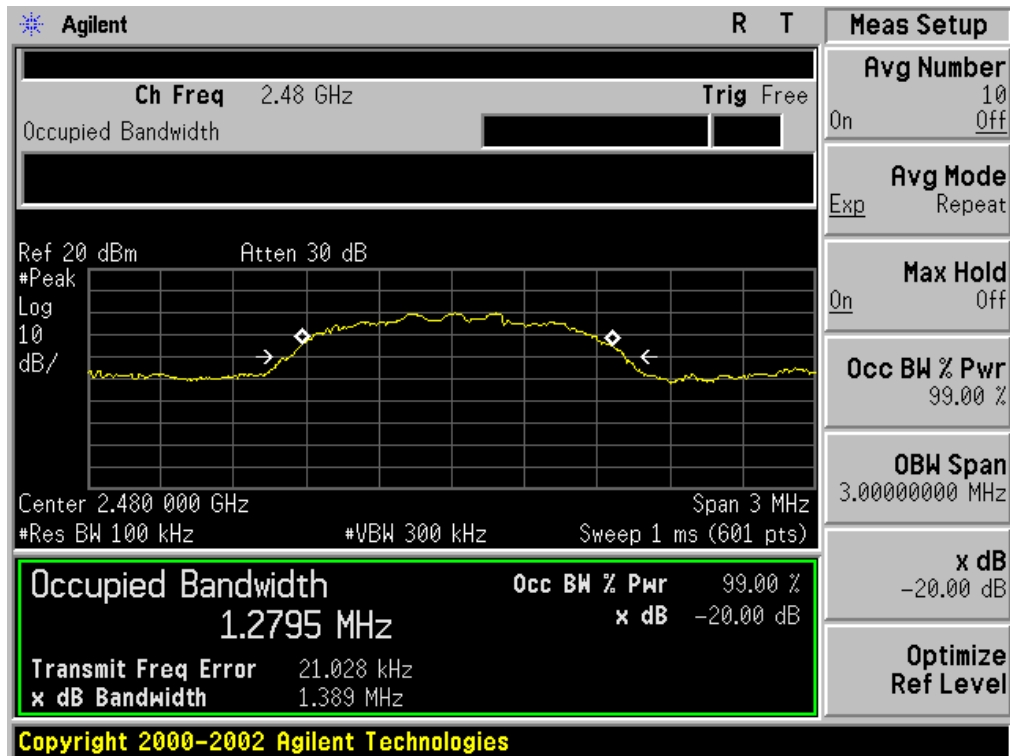 Agilent R T
Ch Freq 2.48 GHz Trig Free
Occupied Bandwidth
Ref 20 dBm Atten 30 dB
#Peak
Log
10
dB/
Center 2.480 000 GHz Span 3 MHz
#Res BW 100 kHz #VBW 300 kHz Sweep 1 ms (601 pts)
Occupied Bandwidth
1.2795 MHz
Occ BW % Pwr 99.00 %
x dB -20.00 dB
Transmit Freq Error 21.028 kHz
x dB Bandwidth 1.389 MHz
Copyright 2000-2002 Agilent Technologies
Meas Setup
Avg Number
10
On Off
Avg Mode
Exp Repeat
Max Hold
On Off
Occ BW % Pwr
99.00 %
OBW Span
3.00000000 MHz
x dB
-20.00 dB
Optimize
Ref Level